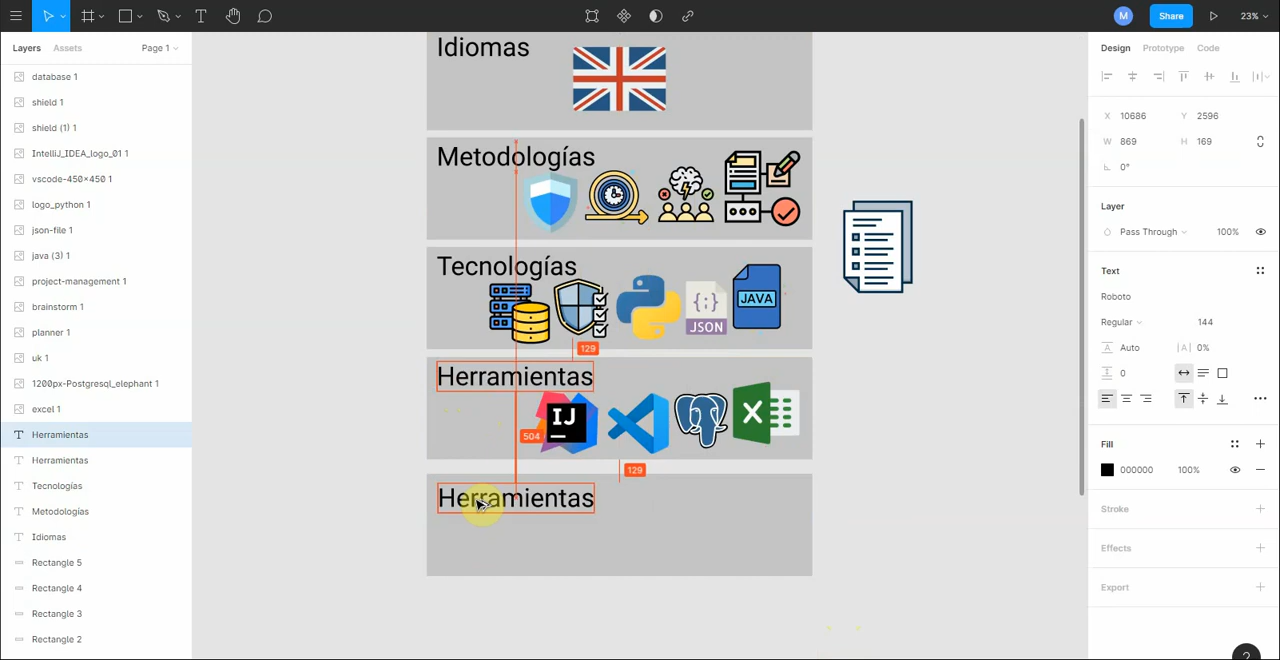 M
Share
23%
Layers
Assets
Page 1
database 1
shield 1
shield (1) 1
IntelliJ_IDEA_logo_01 1
vscode-450x450 1
logo_python 1
json-file 1
java (3) 1
project-management 1
brainstorm 1
planner 1
uk 1
1200px-Postgresql_elephant 1
excel 1
Herramientas
Herramientas
Tecnologías
Metodologías
Idiomas
Rectangle 5
Rectangle 4
Rectangle 3
Rectangle 2
Idiomas
Metodologías
Tecnologías
{;}
JSON
JAVA
129
Herramientas
IJ
X
504
129
Herramientas
Design
Prototype
Code
X 10686
Y 2596
W 869
H 169
0°
Layer
Pass Through
100%
Text
Roboto
Regular
144
A Auto
|A| 0%
0
Fill
000000
100%
Stroke
Effects
Export
?